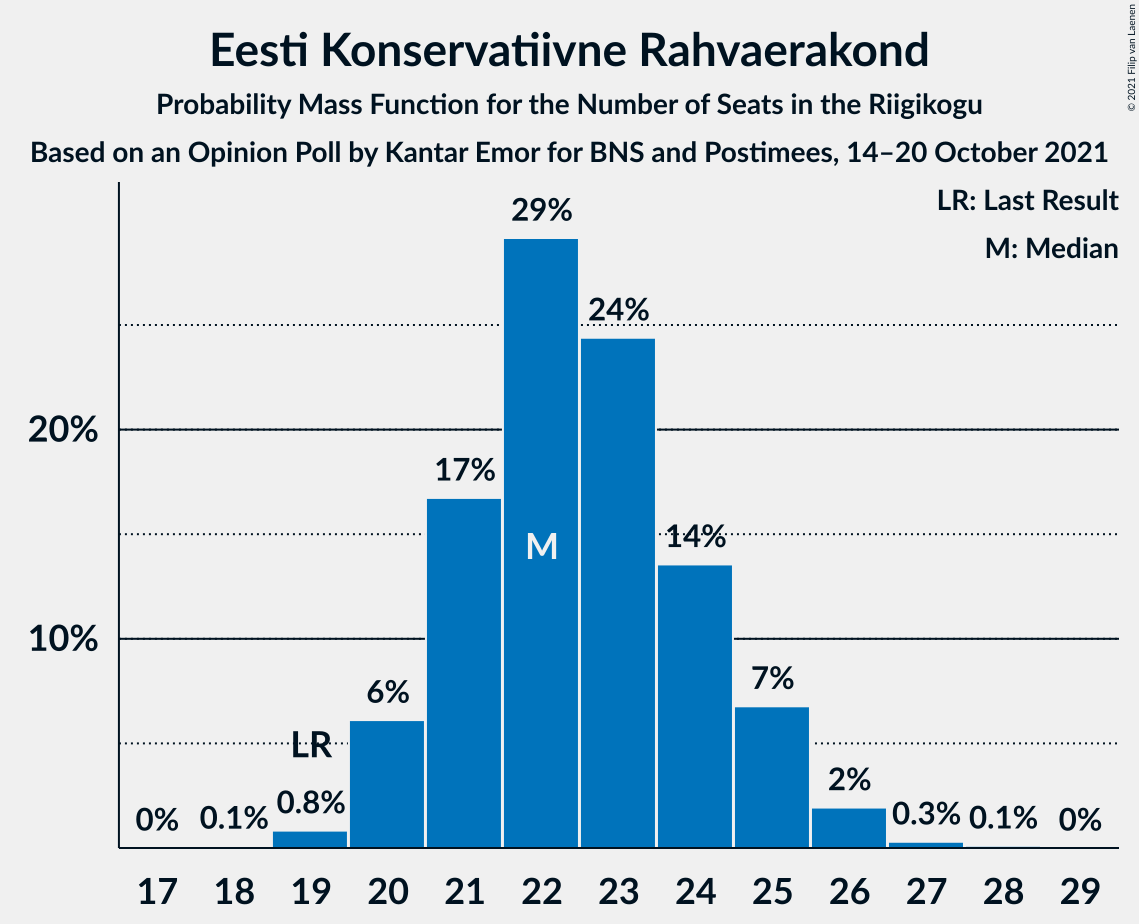 Eesti Konservatiivne Rahvaerakond
Probability Mass Function for the Number of Seats in the Riigikogu
Based on an Opinion Poll by Kantar Emor for BNS and Postimees, 14–20 October 2021
© 2021 Filip van Laenen
LR: Last Result
M: Median
29%
24%
20%
17%
14%
M
10%
7%
6%
LR
2%
0.8%
0.3%
0% 0.1% 0.1% 0%
17 18 19 20 21 22 23 24 25 26 27 28 29